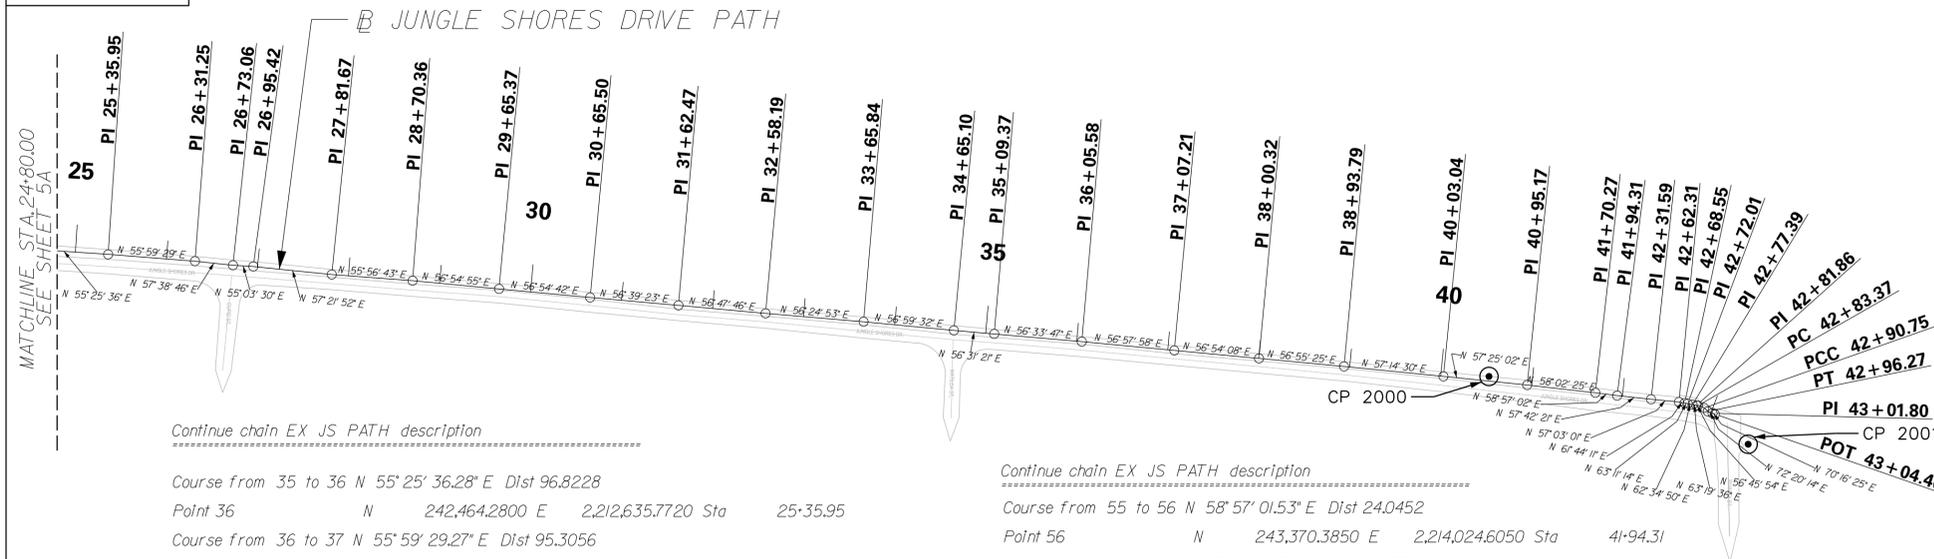 ℄ JUNGLE SHORES DRIVE PATH
MATCHLINE STA. 24+80.00
SEE SHEET 5A
25
30
35
40
PI 25+35.95
PI 26+31.25
PI 26+73.06
PI 26+95.42
PI 27+81.67
PI 28+70.36
PI 29+65.37
PI 30+65.50
PI 31+62.47
PI 32+58.19
PI 33+65.84
PI 34+65.10
PI 35+09.37
PI 36+05.58
PI 37+07.21
PI 38+00.32
PI 38+93.79
PI 40+03.04
PI 40+95.17
PI 41+70.27
PI 41+94.31
PI 42+31.59
PI 42+62.31
PI 42+68.55
PI 42+72.01
PI 42+77.39
PI 42+81.86
PC 42+83.37
PCC 42+90.75
PT 42+96.27
PI 43+01.80
POT 43+04.4
N 55°25'36" E
N 55°59'29" E
N 57°38'46" E
N 55°03'30" E
N 57°21'52" E
N 55°56'43" E
N 56°54'55" E
N 56°54'42" E
N 56°39'23" E
N 56°47'46" E
N 56°24'53" E
N 56°59'32" E
N 56°31'21" E
N 56°33'47" E
N 56°57'58" E
N 56°54'08" E
N 56°55'25" E
N 57°14'30" E
N 57°25'02" E
N 58°02'25" E
N 58°57'02" E
N 57°42'21" E
N 57°03'01" E
N 61°44'11" E
N 63°11'14" E
N 62°34'50" E
N 63°19'36" E
N 56°45'54" E
N 72°20'14" E
N 70°16'25" E
JUNGLE SHORES DR
JUNGLE SHORES DR
CP 2000
CP 200
Continue chain EX JS PATH description
Course from 35 to 36 N 55°25'36.28" E Dist 96.8228
Point 36 N 242,464.2800 E 2,212,635.7720 Sta 25+35.95
Course from 36 to 37 N 55°59'29.27" E Dist 95.3056
Continue chain EX JS PATH description
Course from 55 to 56 N 58°57'01.53" E Dist 24.0452
Point 56 N 243,370.3850 E 2,214,024.6050 Sta 41+94.31